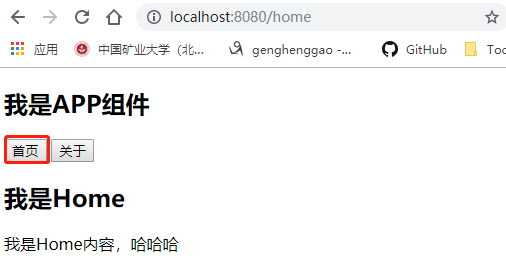 localhost:8080/home
应用 中国矿业大学（北... genghenggao -... GitHub Too
我是APP组件
首页 关于
我是Home
我是Home内容，哈哈哈